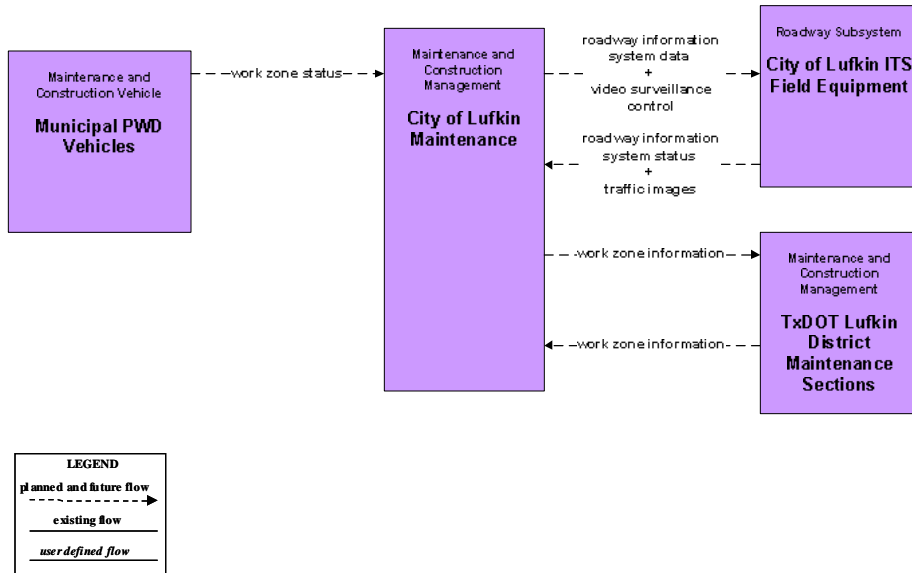 Maintenance and
Construction Vehicle
Municipal PWD
Vehicles
work zone status
Maintenance and
Construction
Management
City of Lufkin
Maintenance
roadway information
system data
+
video surveillance
control
roadway information
system status
+
traffic images
Roadway Subsystem
City of Lufkin ITS
Field Equipment
work zone information
work zone information
Maintenance and
Construction
Management
TxDOT Lufkin
District
Maintenance
Sections
LEGEND
planned and future flow
existing flow
user defined flow